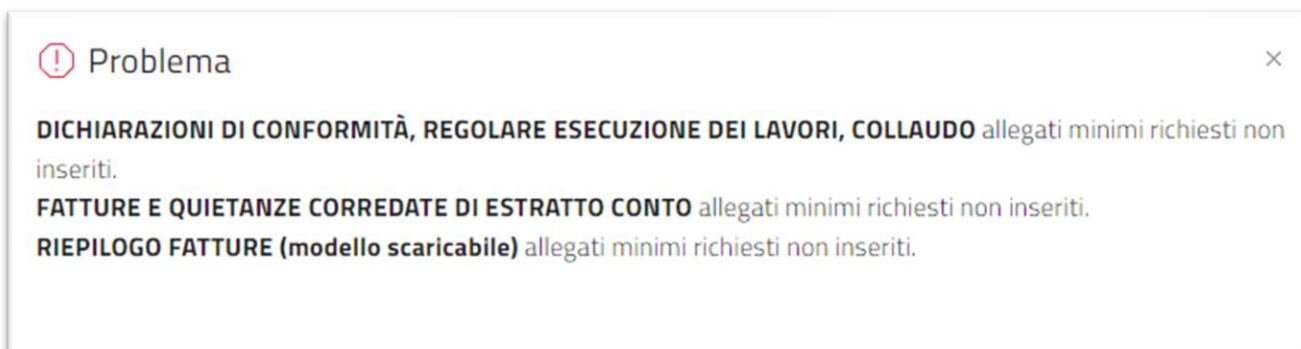 Problema
DICHIARAZIONI DI CONFORMITÀ, REGOLARE ESECUZIONE DEI LAVORI, COLLAUDO allegati minimi richiesti non
inseriti.
FATTURE E QUIETANZE CORREDATE DI ESTRATTO CONTO allegati minimi richiesti non inseriti.
RIEPILOGO FATTURE (modello scaricabile) allegati minimi richiesti non inseriti.